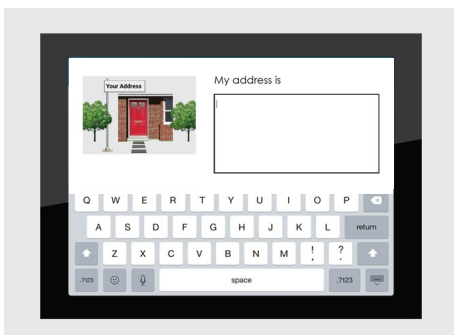 Your Address
My address is
Q W E R T Y U I O P
A S D F G H J K L return
Z X C V B N M ! , ? .
.?123 space .?123